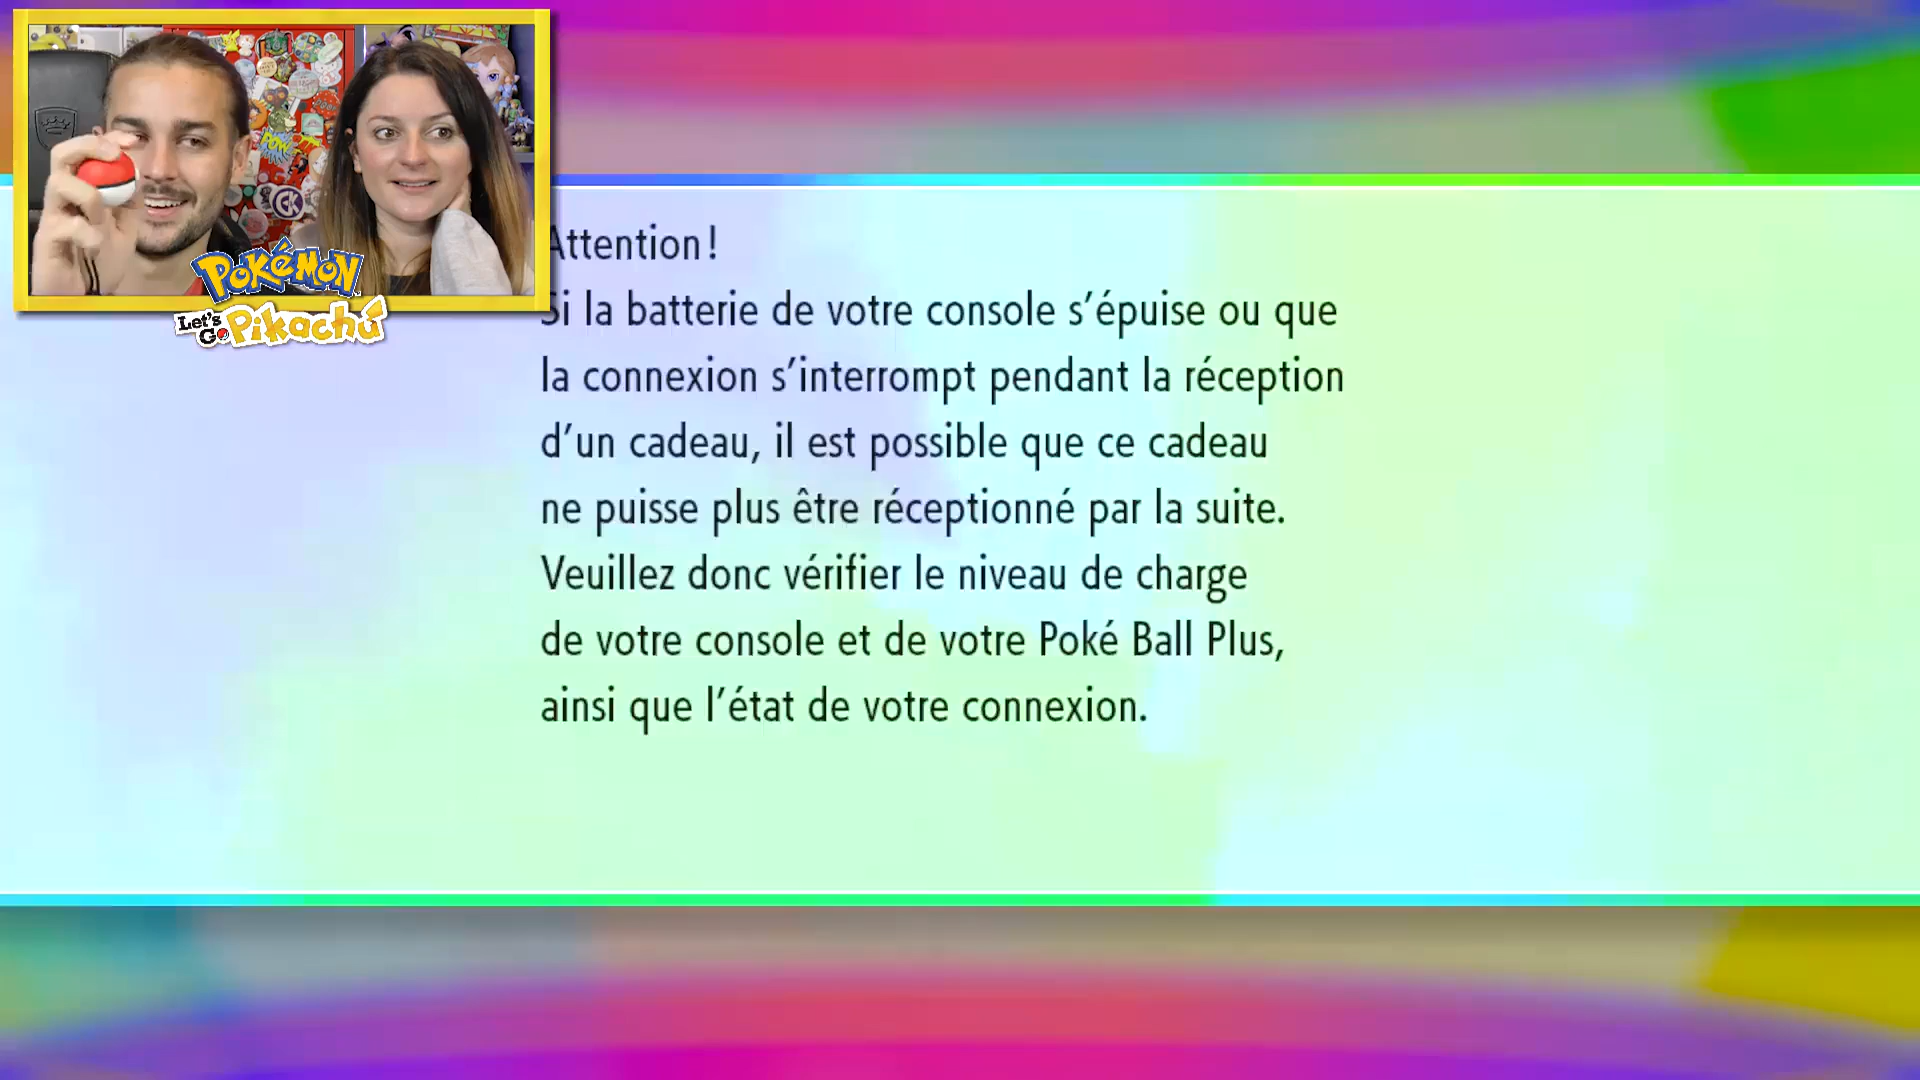 POW
CK
POKéMON
Let's Go Pikachú
Attention !
Si la batterie de votre console s'épuise ou que
la connexion s'interrompt pendant la réception
d'un cadeau, il est possible que ce cadeau
ne puisse plus être réceptionné par la suite.
Veuillez donc vérifier le niveau de charge
de votre console et de votre Poké Ball Plus,
ainsi que l'état de votre connexion.